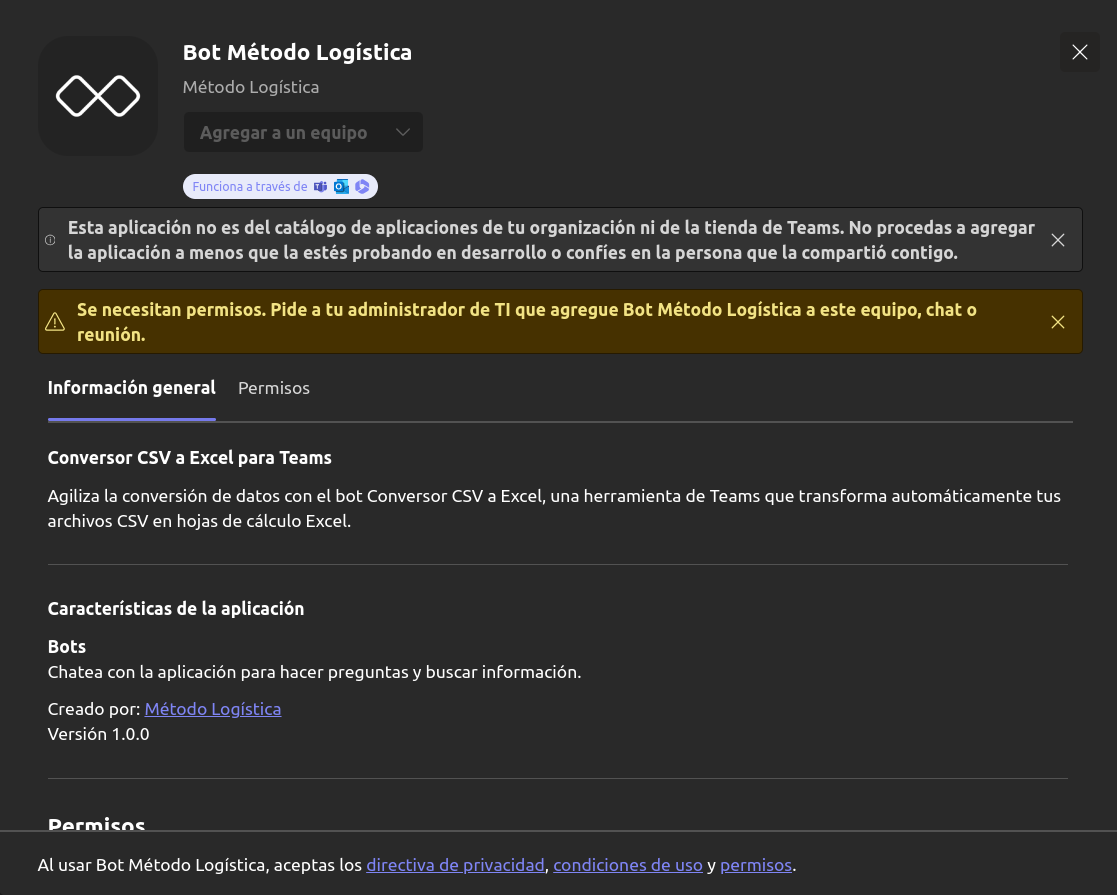 Bot Método Logística
Método Logística
Agregar a un equipo
Funciona a través de
Esta aplicación no es del catálogo de aplicaciones de tu organización ni de la tienda de Teams. No procedas a agregar
la aplicación a menos que la estés probando en desarrollo o confíes en la persona que la compartió contigo.
Se necesitan permisos. Pide a tu administrador de TI que agregue Bot Método Logística a este equipo, chat o
reunión.
Información general Permisos
Conversor CSV a Excel para Teams
Agiliza la conversión de datos con el bot Conversor CSV a Excel, una herramienta de Teams que transforma automáticamente tus
archivos CSV en hojas de cálculo Excel.
Características de la aplicación
Bots
Chatea con la aplicación para hacer preguntas y buscar información.
Creado por: Método Logística
Versión 1.0.0
Permisos
Al usar Bot Método Logística, aceptas los directiva de privacidad, condiciones de uso y permisos.